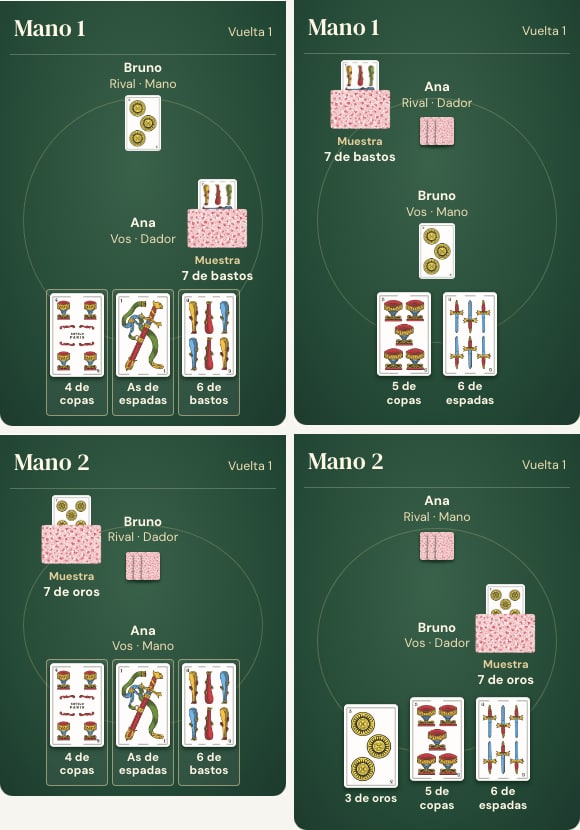 Mano 1
Vuelta 1
Bruno
Rival · Mano
Ana
Vos · Dador
Muestra
7 de bastos
4 de
copas
As de
espadas
6 de
bastos
Mano 1
Vuelta 1
Ana
Rival · Dador
Muestra
7 de bastos
Bruno
Vos · Mano
5 de
copas
6 de
espadas
Mano 2
Vuelta 1
Bruno
Rival · Dador
Muestra
7 de oros
Ana
Vos · Mano
4 de
copas
As de
espadas
6 de
bastos
Mano 2
Vuelta 1
Ana
Rival · Mano
Bruno
Vos · Dador
Muestra
7 de oros
3 de oros
5 de
copas
6 de
espadas